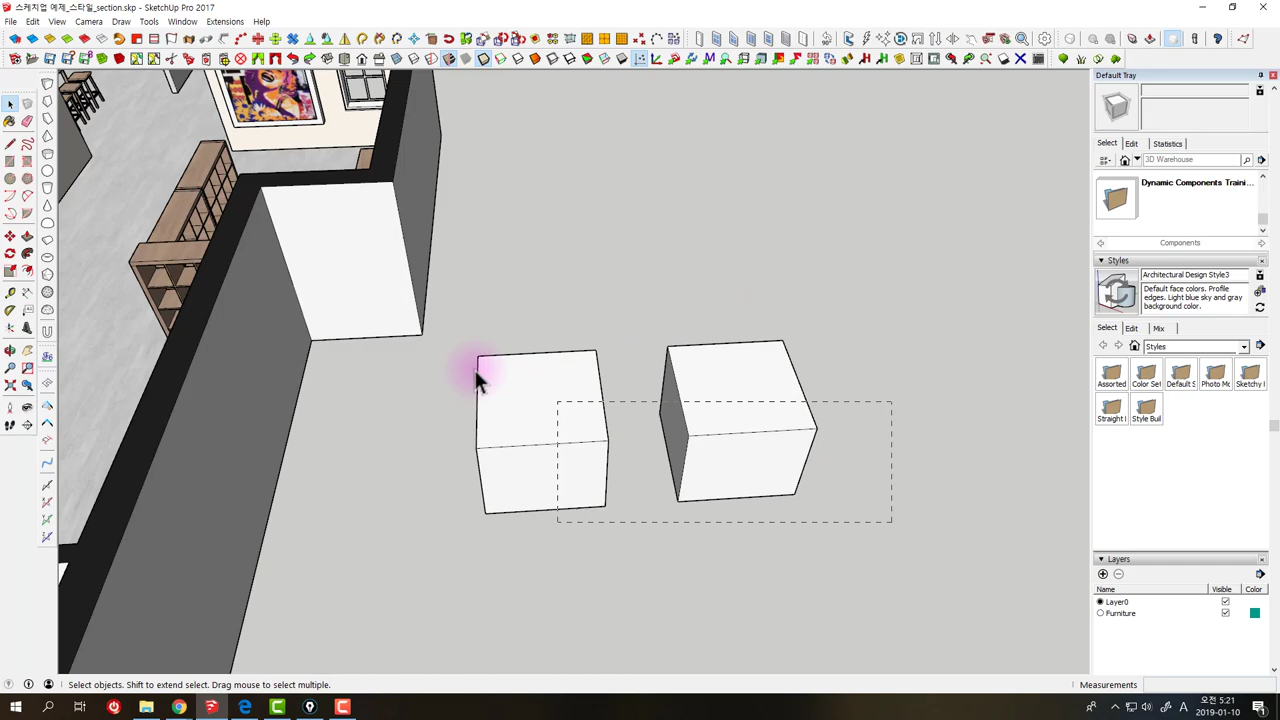 스케치업 예제_스타일_section.skp - SketchUp Pro 2017
File Edit View Camera Draw Tools Window Extensions Help
Default Tray
Select Edit Statistics
3D Warehouse
Dynamic Components Traini...
Components
Styles
Architectural Design Style3
Default face colors. Profile
edges. Light blue sky and gray
background color.
Select Edit Mix
Styles
Assorted Color Set Default S Photo Mo Sketchy I
Straight I Style Buil
Layers
Name Visible Color
Layer0
Furniture
Select objects. Shift to extend select. Drag mouse to select multiple.
Measurements
A
오전 5:21
2019-01-10